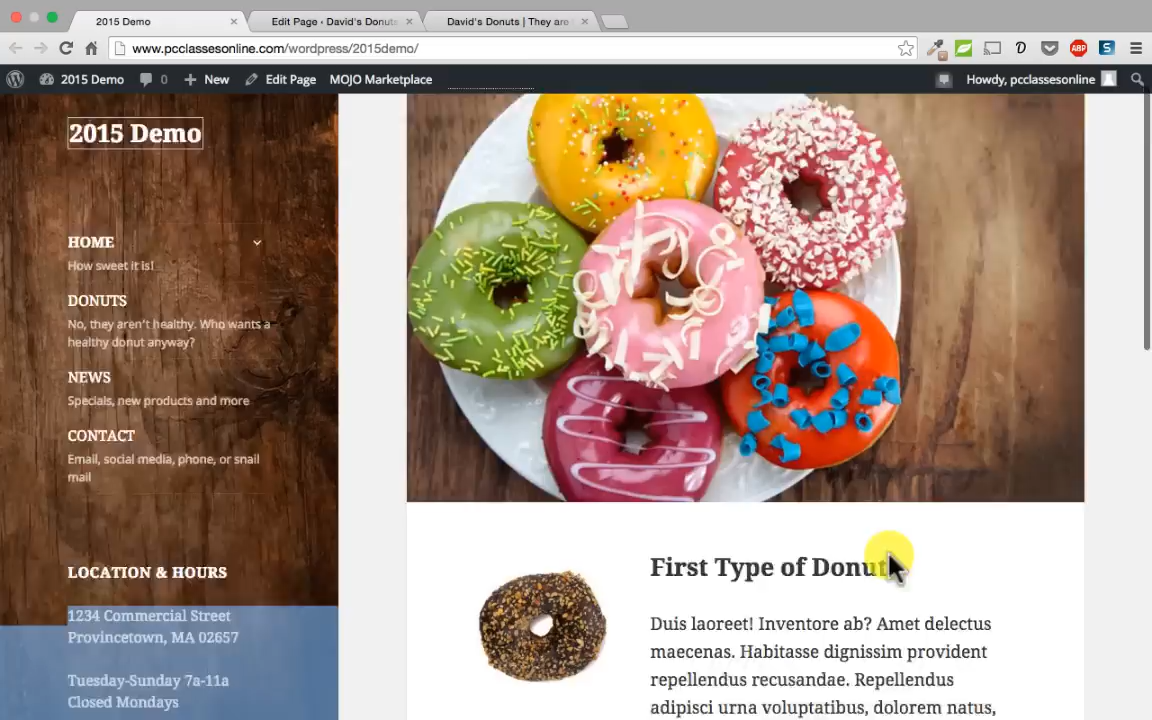 2015 Demo
Edit Page ‹ David's Donuts
David's Donuts | They are
www.pcclassesonline.com/wordpress/2015demo/
2015 Demo
0
New
Edit Page
MOJO Marketplace
Howdy, pcclassesonline
2015 Demo
HOME
How sweet it is!
DONUTS
No, they aren't healthy. Who wants a
healthy donut anyway?
NEWS
Specials, new products and more
CONTACT
Email, social media, phone, or snail
mail
LOCATION & HOURS
1234 Commercial Street
Provincetown, MA 02657
Tuesday-Sunday 7a-11a
Closed Mondays
First Type of Donut
Duis laoreet! Inventore ab? Amet delectus
maecenas. Habitasse dignissim provident
repellendus recusandae. Repellendus
adipisci urna voluptatibus, dolorem natus,